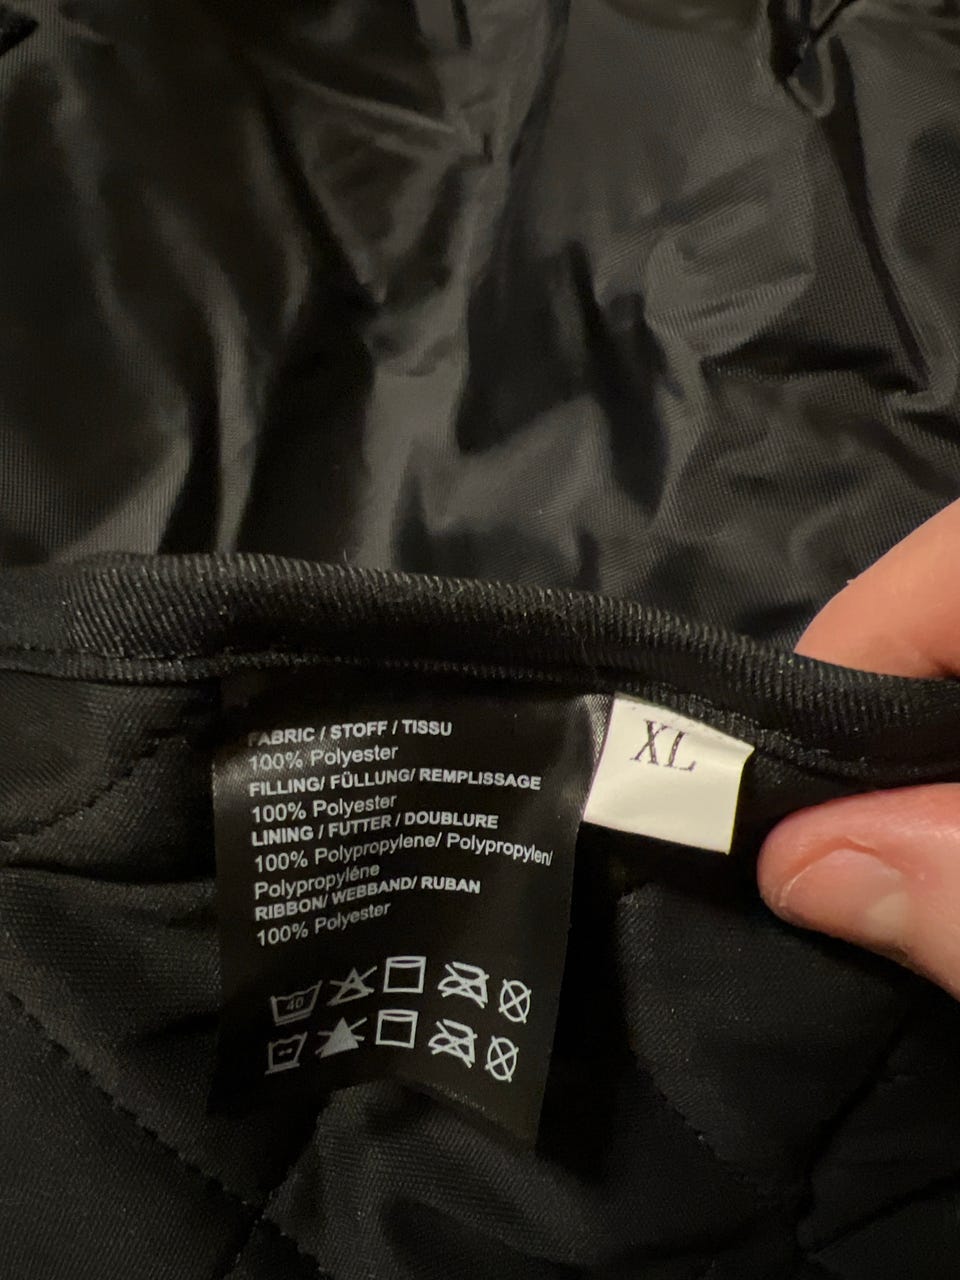 FABRIC / STOFF / TISSU
100% Polyester
FILLING/ FÜLLUNG/ REMPLISSAGE
100% Polyester
LINING / FUTTER / DOUBLURE
100% Polypropylene/ Polypropylen/
Polypropyléne
RIBBON/ WEBBAND/ RUBAN
100% Polyester
XL
40